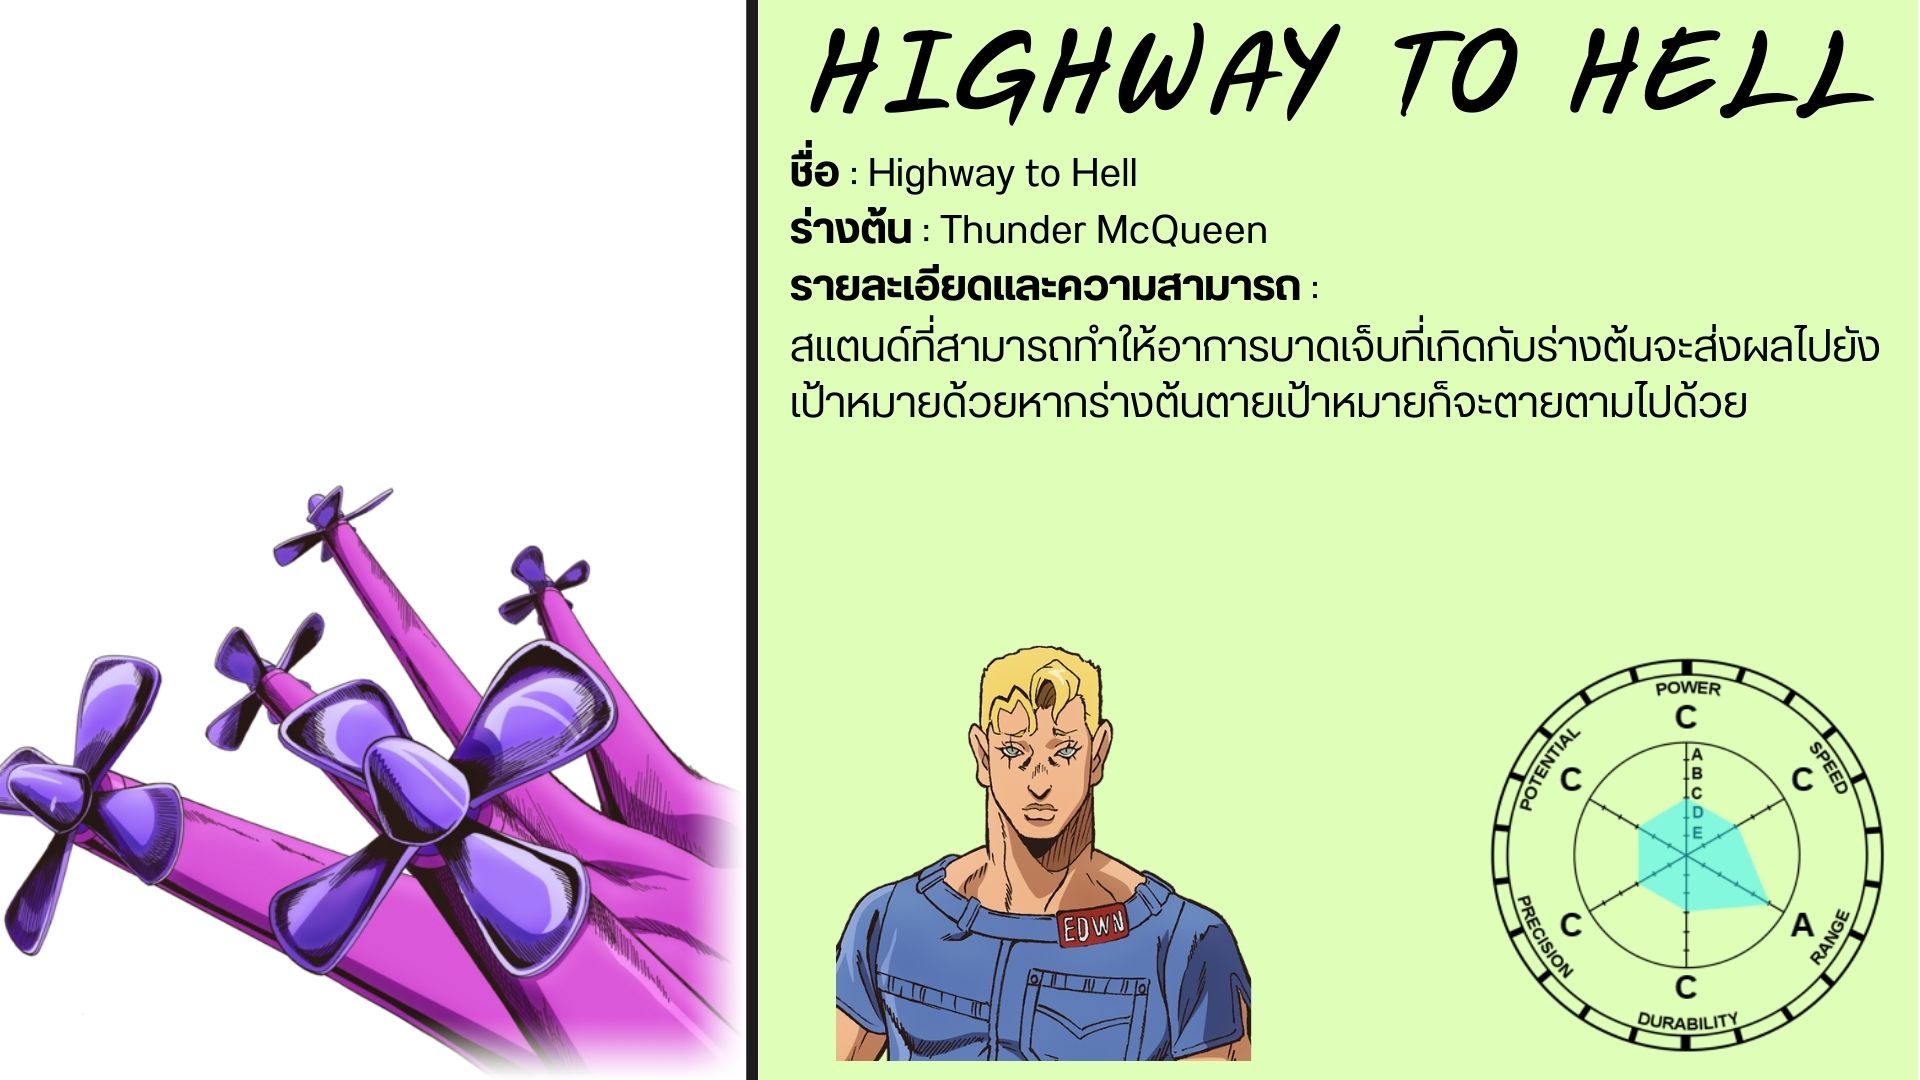 HIGHWAY TO HELL
ชื่อ : Highway to Hell
ร่างต้น : Thunder McQueen
รายละเอียดและความสามารถ :
สแตนด์ที่สามารถทำให้อาการบาดเจ็บที่เกิดกับร่างต้นจะส่งผลไปยัง
เป้าหมายด้วยหากร่างต้นตายเป้าหมายก็จะตายตามไปด้วย
EDWN
POWER
C
SPEED
C
RANGE
A
DURABILITY
C
PRECISION
C
POTENTIAL
C
A
B
C
D
E